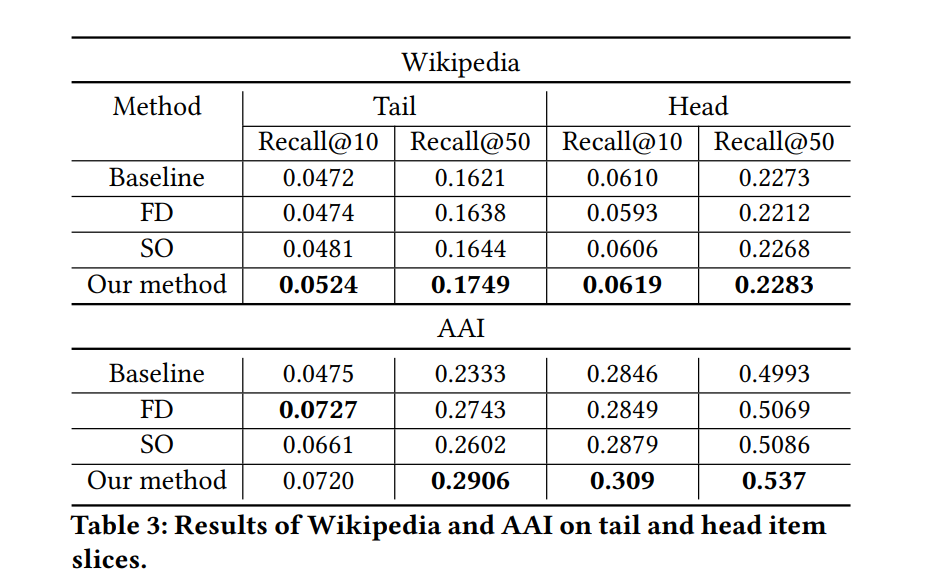 Wikipedia
Method Tail Head
Recall@10 Recall@50 Recall@10 Recall@50
Baseline 0.0472 0.1621 0.0610 0.2273
FD 0.0474 0.1638 0.0593 0.2212
SO 0.0481 0.1644 0.0606 0.2268
Our method 0.0524 0.1749 0.0619 0.2283
AAI
Baseline 0.0475 0.2333 0.2846 0.4993
FD 0.0727 0.2743 0.2849 0.5069
SO 0.0661 0.2602 0.2879 0.5086
Our method 0.0720 0.2906 0.309 0.537
Table 3: Results of Wikipedia and AAI on tail and head item
slices.